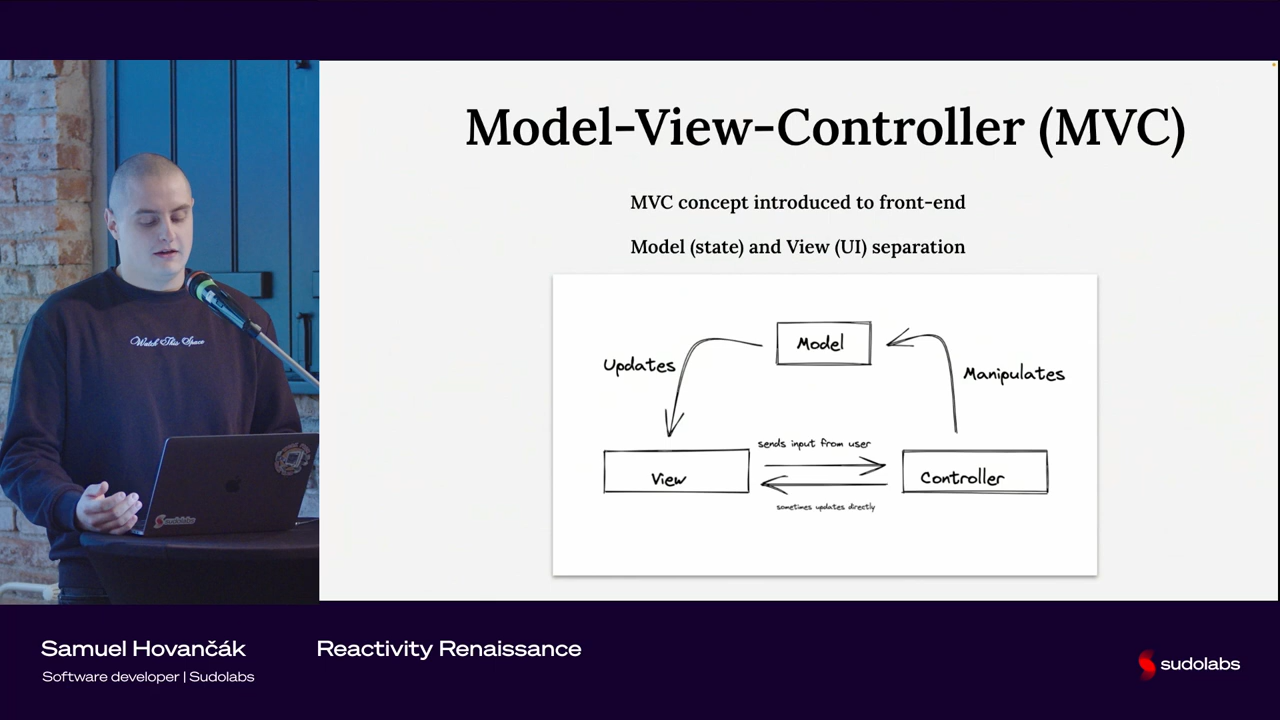 Model-View-Controller (MVC)
MVC concept introduced to front-end
Model (state) and View (UI) separation
Model
Updates
Manipulates
sends input from user
View
Controller
sometimes updates directly
Watch This Space
sudolabs
Samuel Hovančák
Reactivity Renaissance
Software developer | Sudolabs
sudolabs